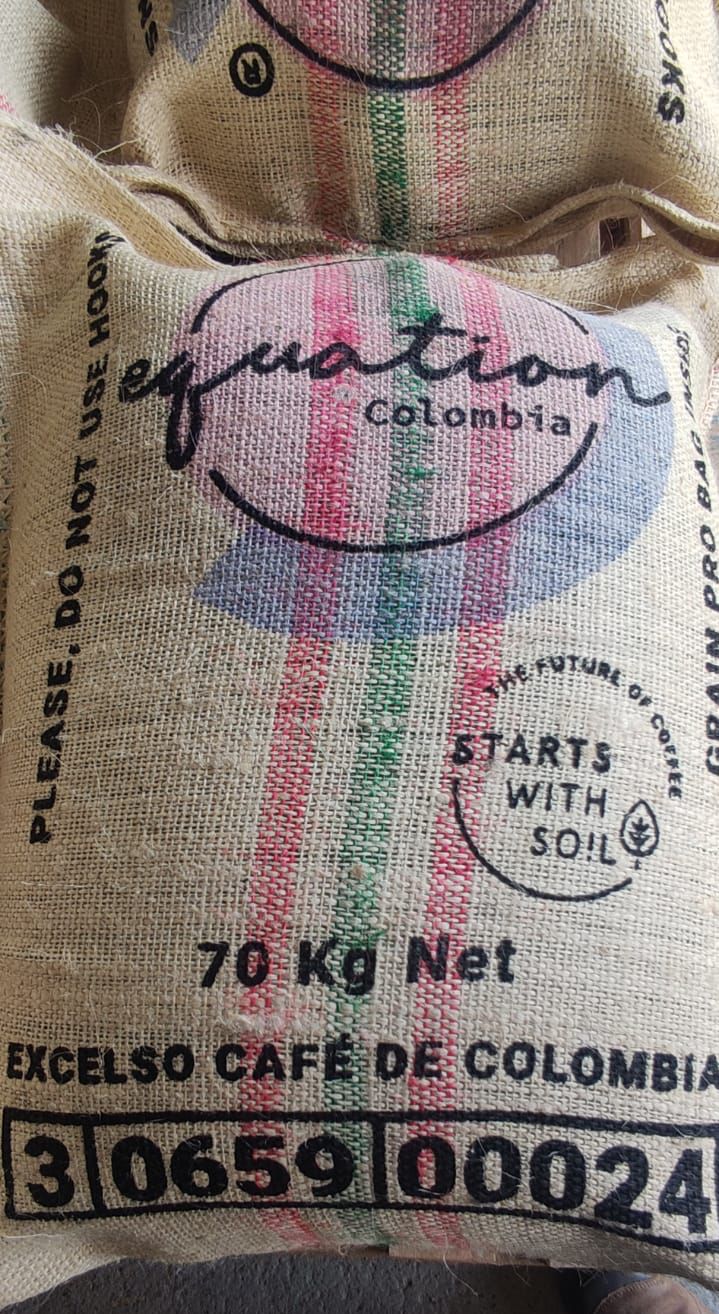 ®
equation
Colombia
PLEASE, DO NOT USE HOOKS
GRAIN PRO BAG INSIDE
THE FUTURE OF COFFEE
STARTS
WITH
SOIL
70 Kg Net
EXCELSO CAFÉ DE COLOMBIA
3 0659 00024